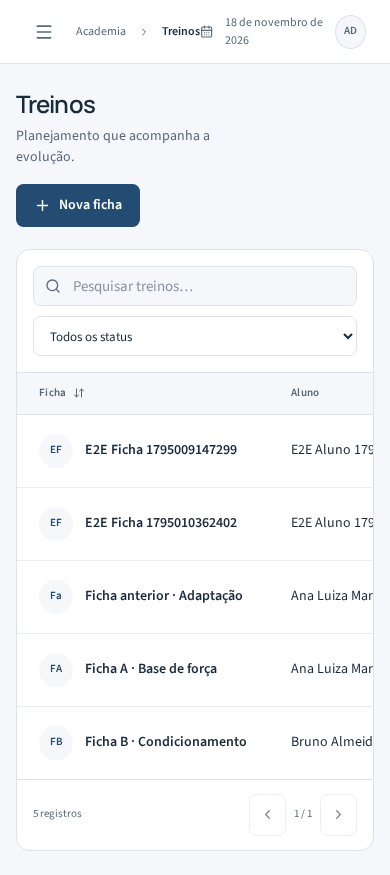 Academia > Treinos 18 de novembro de 2026 AD
Treinos
Planejamento que acompanha a
evolução.
+ Nova ficha
Pesquisar treinos...
Todos os status
Ficha Aluno
EF E2E Ficha 1795009147299 E2E Aluno 179
EF E2E Ficha 1795010362402 E2E Aluno 179
Fa Ficha anterior · Adaptação Ana Luiza Mar
FA Ficha A · Base de força Ana Luiza Mar
FB Ficha B · Condicionamento Bruno Almeid
5 registros 1 / 1